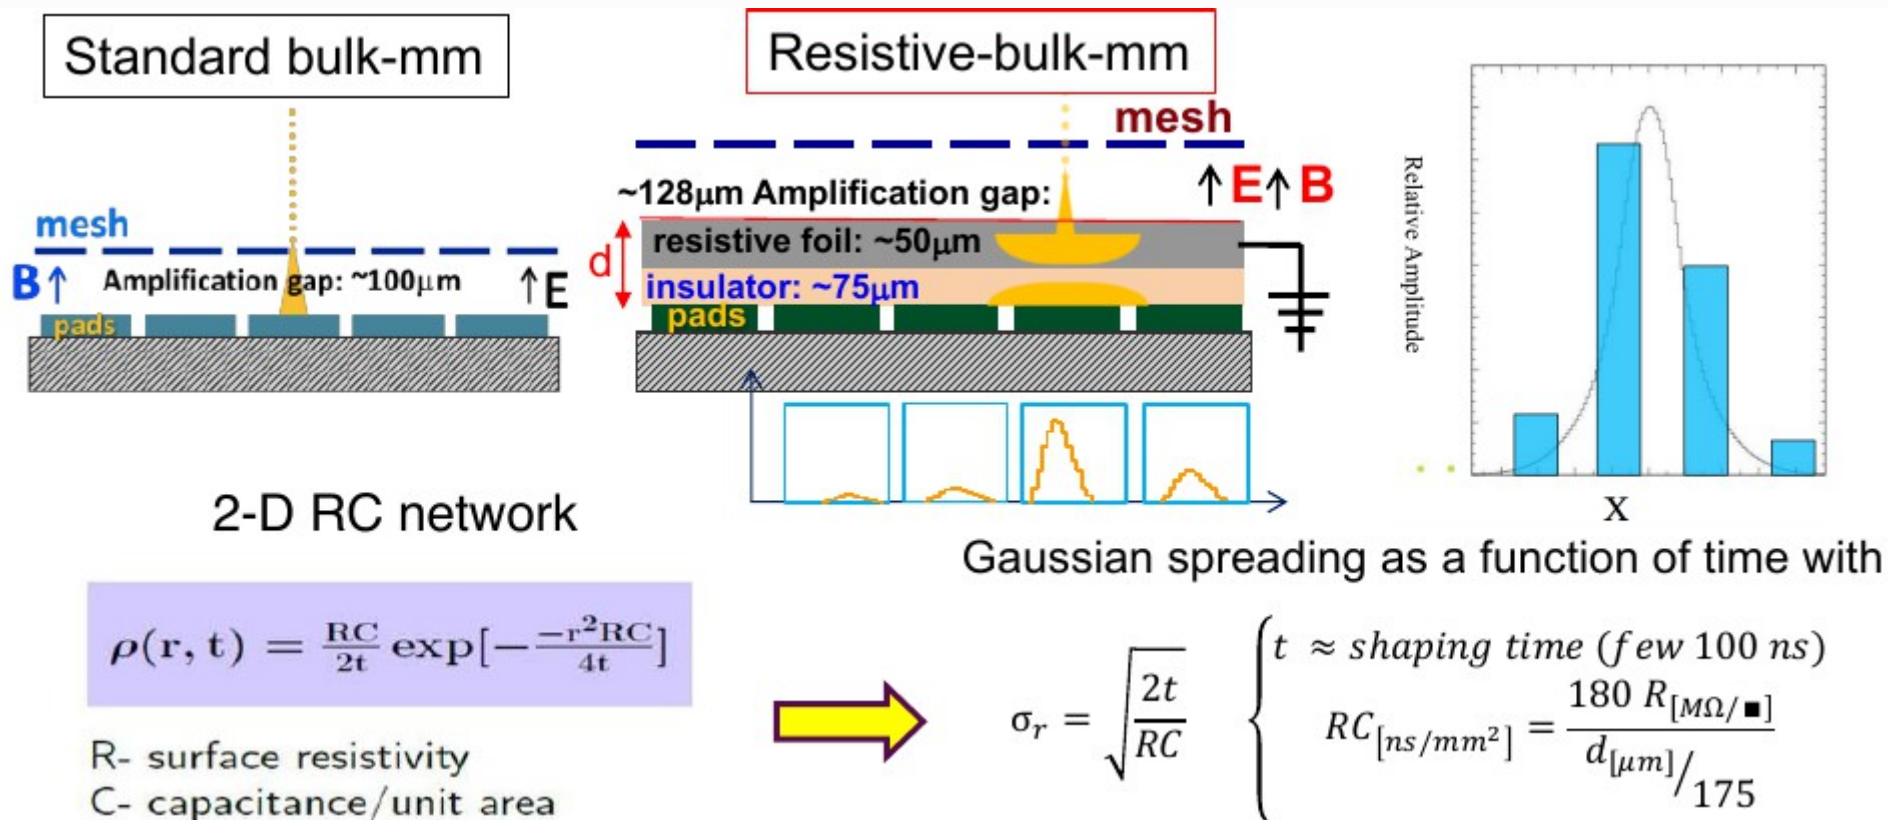 Standard bulk-mm
mesh
B↑
Amplification gap: ~100μm
↑E
pads
Resistive-bulk-mm
mesh
~128μm Amplification gap:
↑E↑B
d
resistive foil: ~50μm
insulator: ~75μm
pads
Relative Amplitude
X
2-D RC network
ρ(r, t) = RC/2t exp[−−r²RC/4t]
R- surface resistivity
C- capacitance/unit area
Gaussian spreading as a function of time with
σr = √(2t/RC)
t ≈ shaping time (few 100 ns)
RC[ns/mm²] = 180 R[MΩ/■] / d[μm]/175